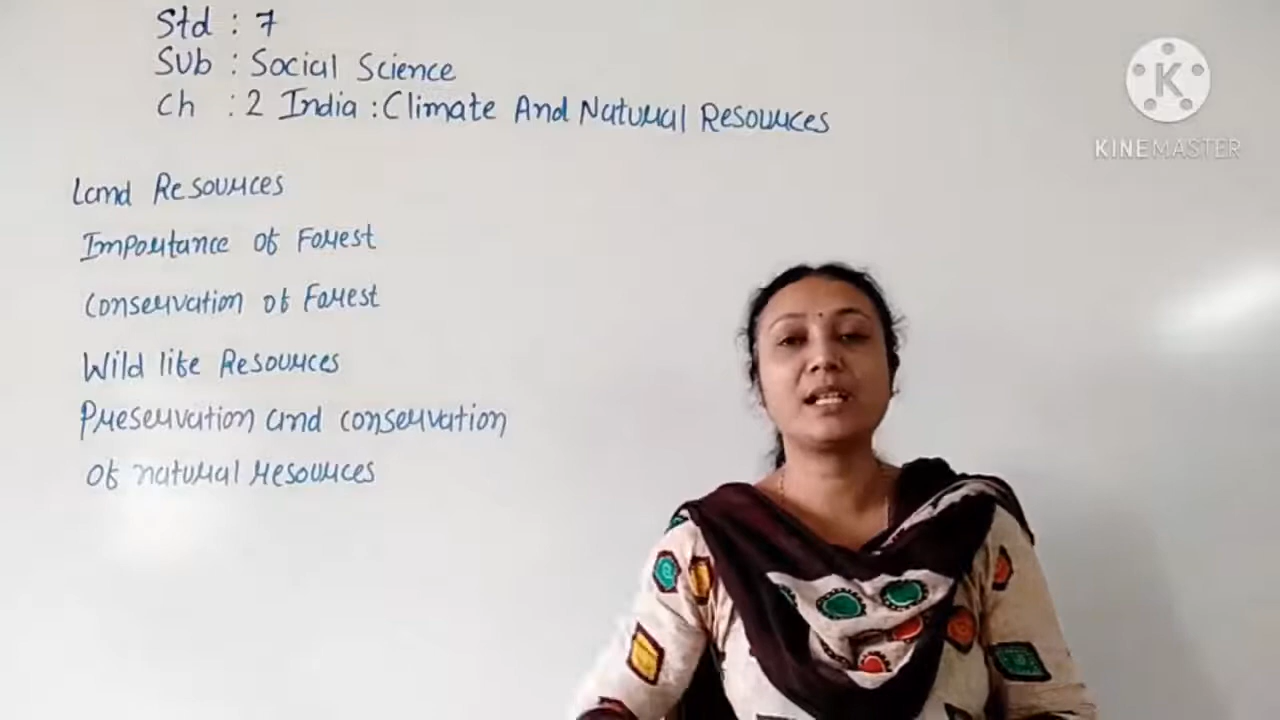 Std : 7
Sub : Social Science
Ch : 2 India : Climate And Natural Resources
Land Resources
Importance of Forest
Conservation of Forest
Wild life Resources
Preservation and conservation
of natural resources
K
KINEMASTER